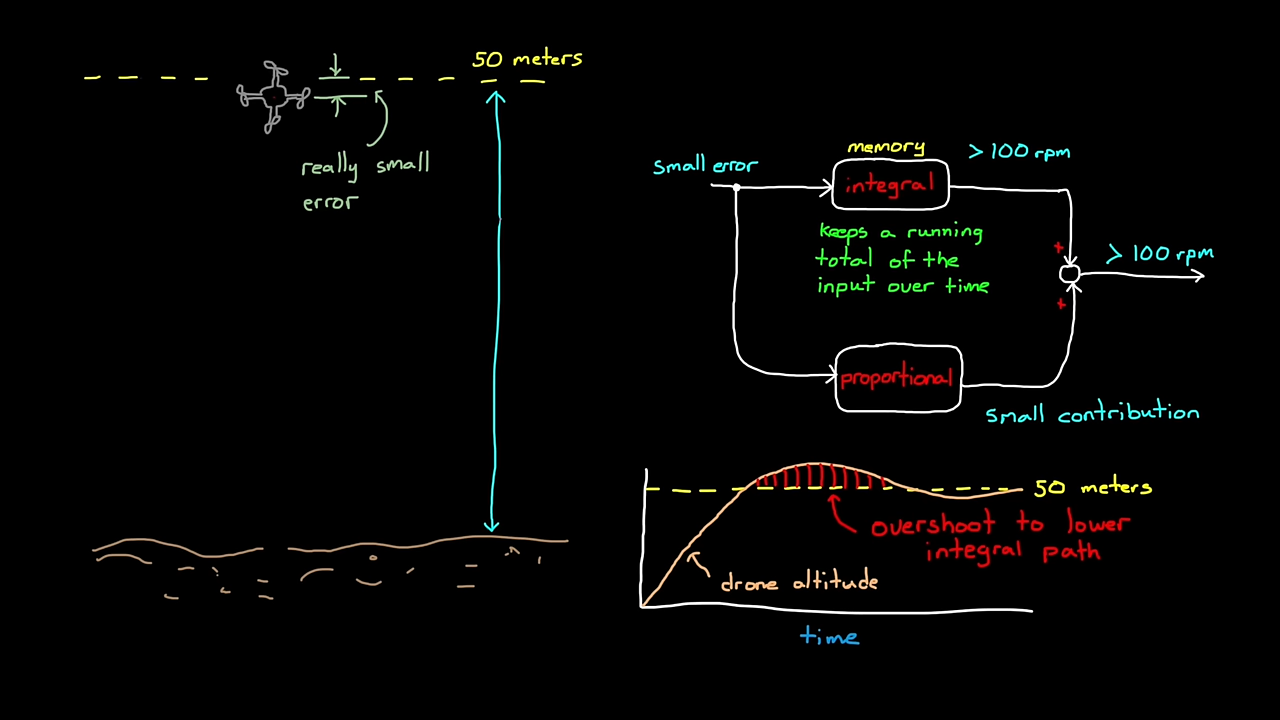 50 meters
really small
error
small error
memory
integral
> 100 rpm
keeps a running
total of the
input over time
+
> 100 rpm
+
proportional
small contribution
50 meters
overshoot to lower
integral path
drone altitude
time